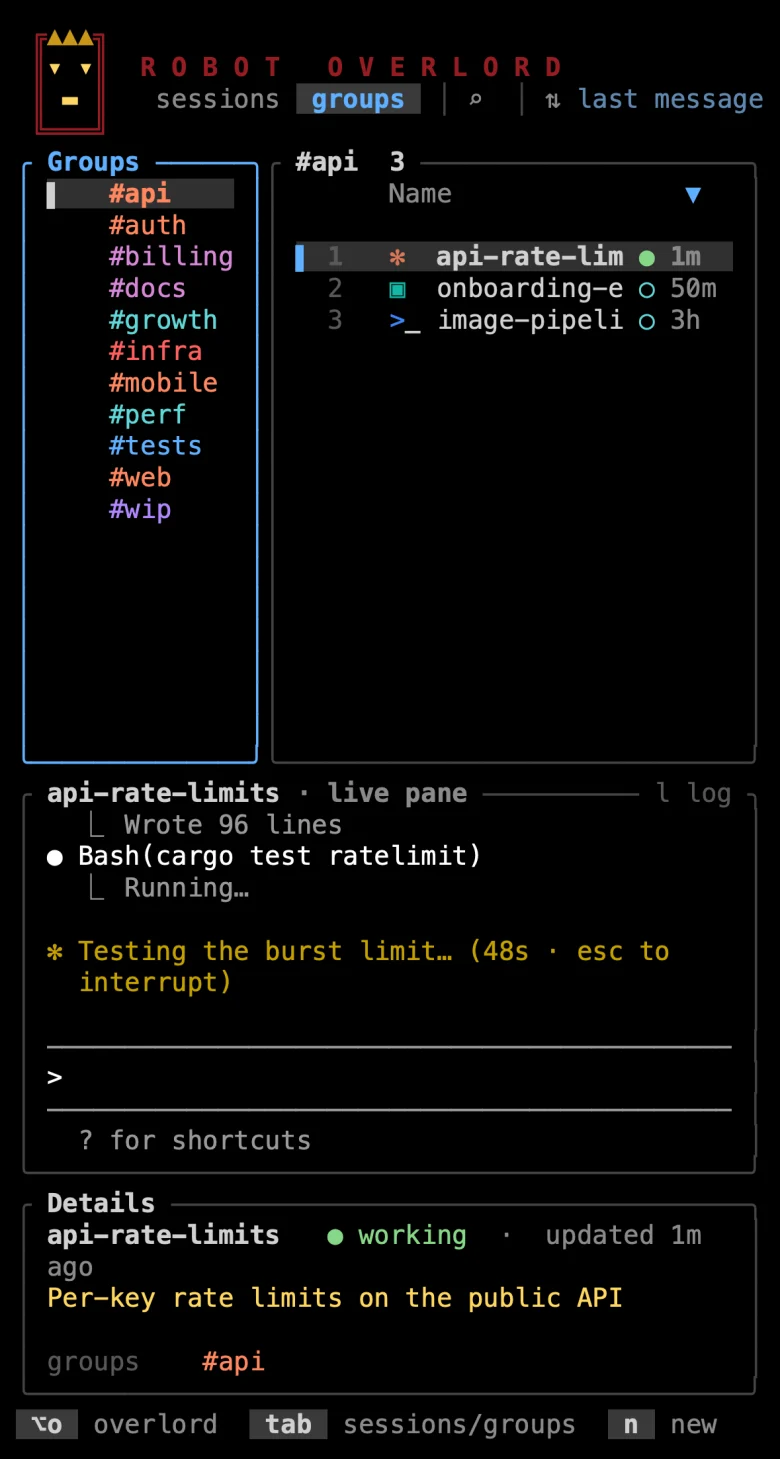 ROBOT OVERLORD
sessions groups │ ⌕ │ ⇅ last message
Groups
#api
#auth
#billing
#docs
#growth
#infra
#mobile
#perf
#tests
#web
#wip
#api 3
Name ▼
1 ✻ api-rate-lim ● 1m
2 ▣ onboarding-e ○ 50m
3 >_ image-pipeli ○ 3h
api-rate-limits · live pane l log
⎿ Wrote 96 lines
● Bash(cargo test ratelimit)
⎿ Running…
✻ Testing the burst limit… (48s · esc to
interrupt)
>
? for shortcuts
Details
api-rate-limits ● working · updated 1m
ago
Per-key rate limits on the public API
groups #api
⌥o overlord tab sessions/groups n new